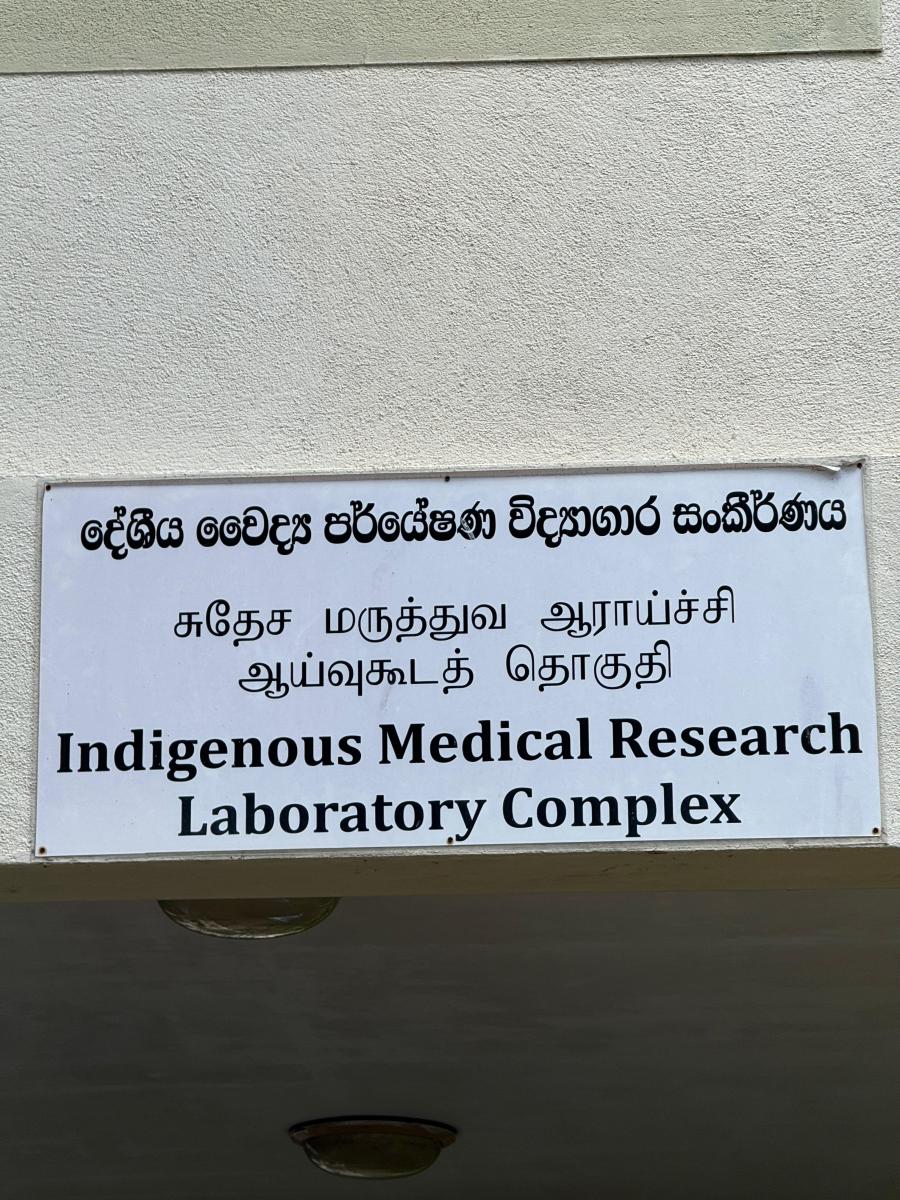 දේශීය වෛද්‍ය පර්යේෂණ විද්‍යාගාර සංකීර්ණය
சுதேச மருத்துவ ஆராய்ச்சி
ஆய்வுகூடத் தொகுதி
Indigenous Medical Research
Laboratory Complex